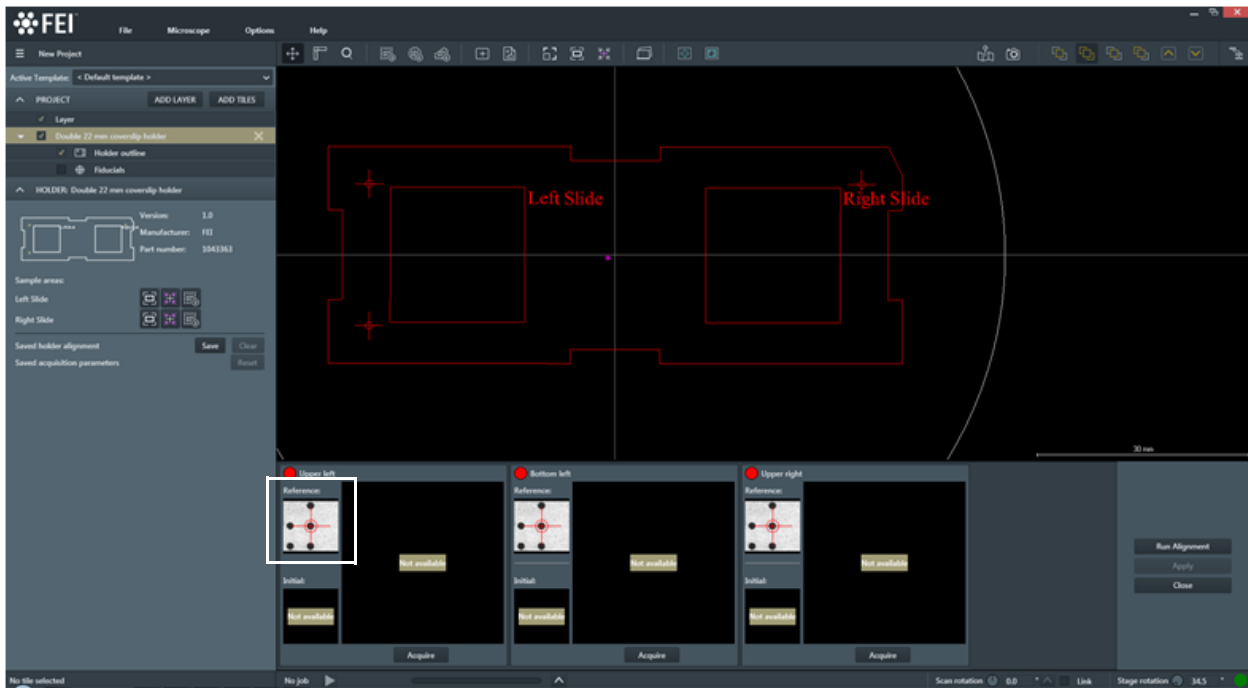 FEI
File Microscope Options Help
New Project
Active Template: < Default template >
PROJECT ADD LAYER ADD TILES
Layer
Double 22 mm coverslip holder
Holder outline
Fiducials
HOLDER: Double 22 mm coverslip holder
Version: 1.0
Manufacturer: FEI
Part number: 1043363
Sample areas:
Left Slide
Right Slide
Saved holder alignment Save Clear
Saved acquisition parameters Reset
Left Slide Right Slide
30 mm
Upper left Bottom left Upper right
Reference: Reference: Reference:
Not available Not available Not available
Initial: Initial: Initial:
Not available Not available Not available
Acquire Acquire Acquire
Run Alignment
Apply
Close
No tile selected No job Scan rotation 0.0 ° Link Stage rotation 34.5 °